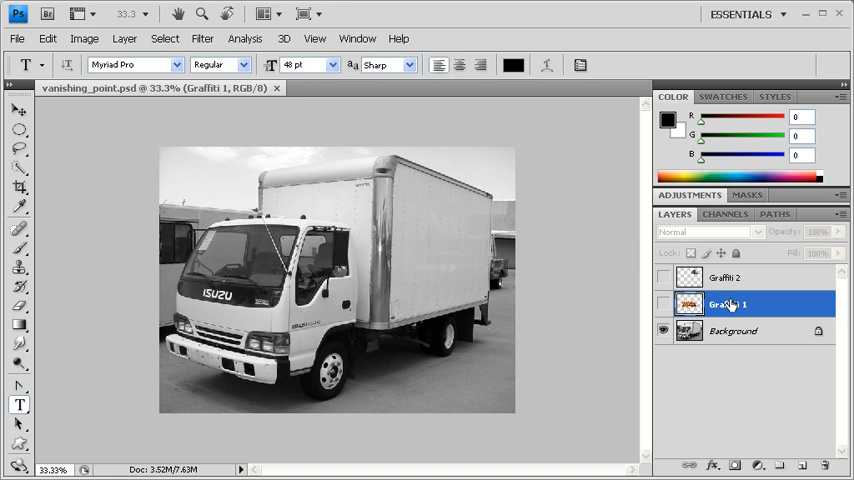 Ps Br 33.3 ESSENTIALS
File Edit Image Layer Select Filter Analysis 3D View Window Help
T T Myriad Pro Regular T 48 pt aa Sharp
vanishing_point.psd @ 33.3% (Graffiti 1, RGB/8)
COLOR SWATCHES STYLES
R 0
G 0
B 0
ADJUSTMENTS MASKS
LAYERS CHANNELS PATHS
Normal Opacity: 100%
Lock: Fill: 100%
Graffiti 2
Graffiti 1
Background
ISUZU
T
33.33% Doc: 3.52M/7.63M
fx